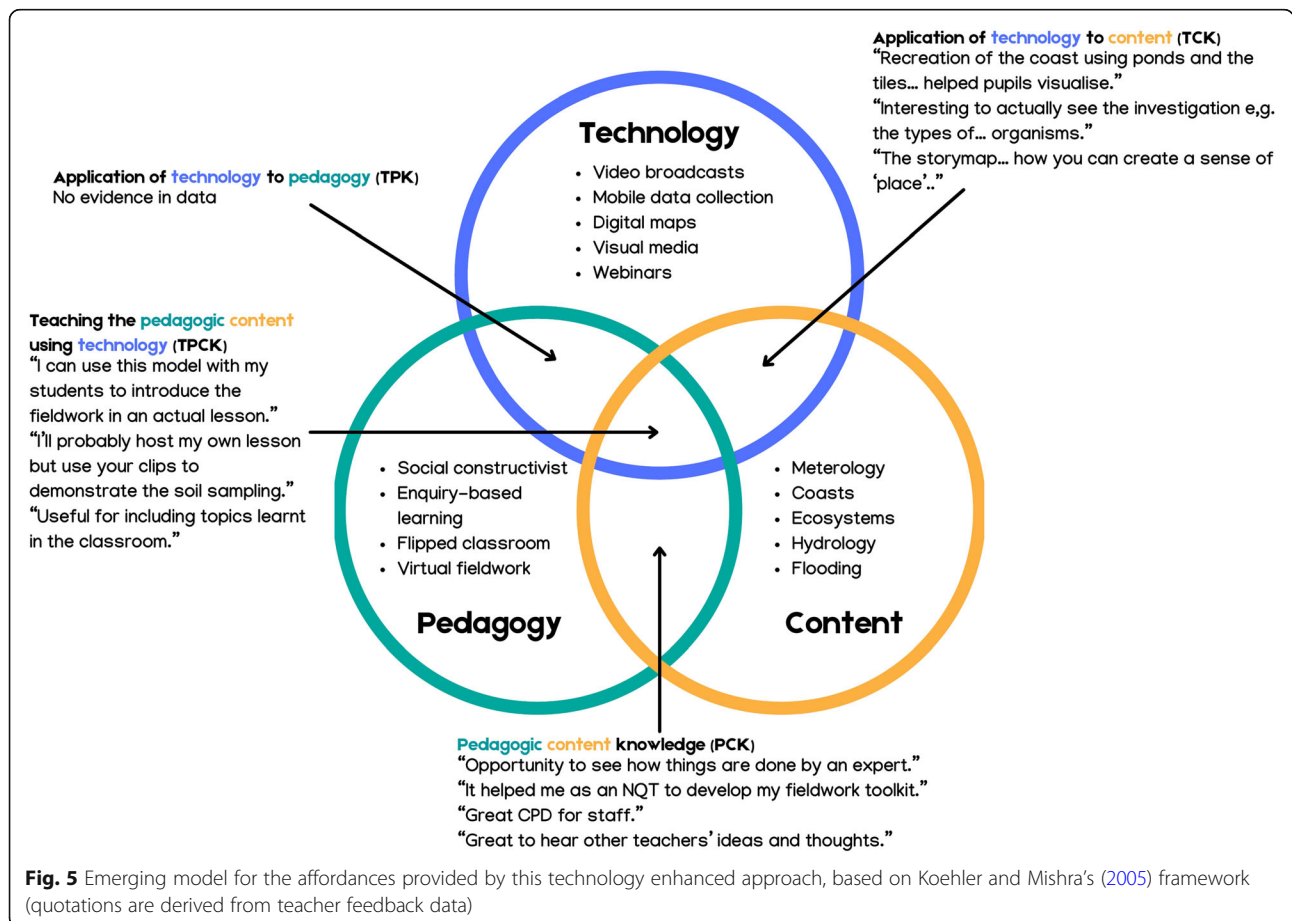 Application of technology to content (TCK)
“Recreation of the coast using ponds and the
tiles... helped pupils visualise.”
“Interesting to actually see the investigation e,g.
the types of... organisms.”
“The storymap... how you can create a sense of
‘place’..”
Technology
• Video broadcasts
• Mobile data collection
• Digital maps
• Visual media
• Webinars
Application of technology to pedagogy (TPK)
No evidence in data
Teaching the pedagogic content
using technology (TPCK)
“I can use this model with my
students to introduce the
fieldwork in an actual lesson.”
“I’ll probably host my own lesson
but use your clips to
demonstrate the soil sampling.”
“Useful for including topics learnt
in the classroom.”
• Social constructivist
• Enquiry-based
learning
• Flipped classroom
• Virtual fieldwork
Pedagogy
• Meterology
• Coasts
• Ecosystems
• Hydrology
• Flooding
Content
Pedagogic content knowledge (PCK)
“Opportunity to see how things are done by an expert.”
“It helped me as an NQT to develop my fieldwork toolkit.”
“Great CPD for staff.”
“Great to hear other teachers’ ideas and thoughts.”
Fig. 5 Emerging model for the affordances provided by this technology enhanced approach, based on Koehler and Mishra’s (2005) framework
(quotations are derived from teacher feedback data)